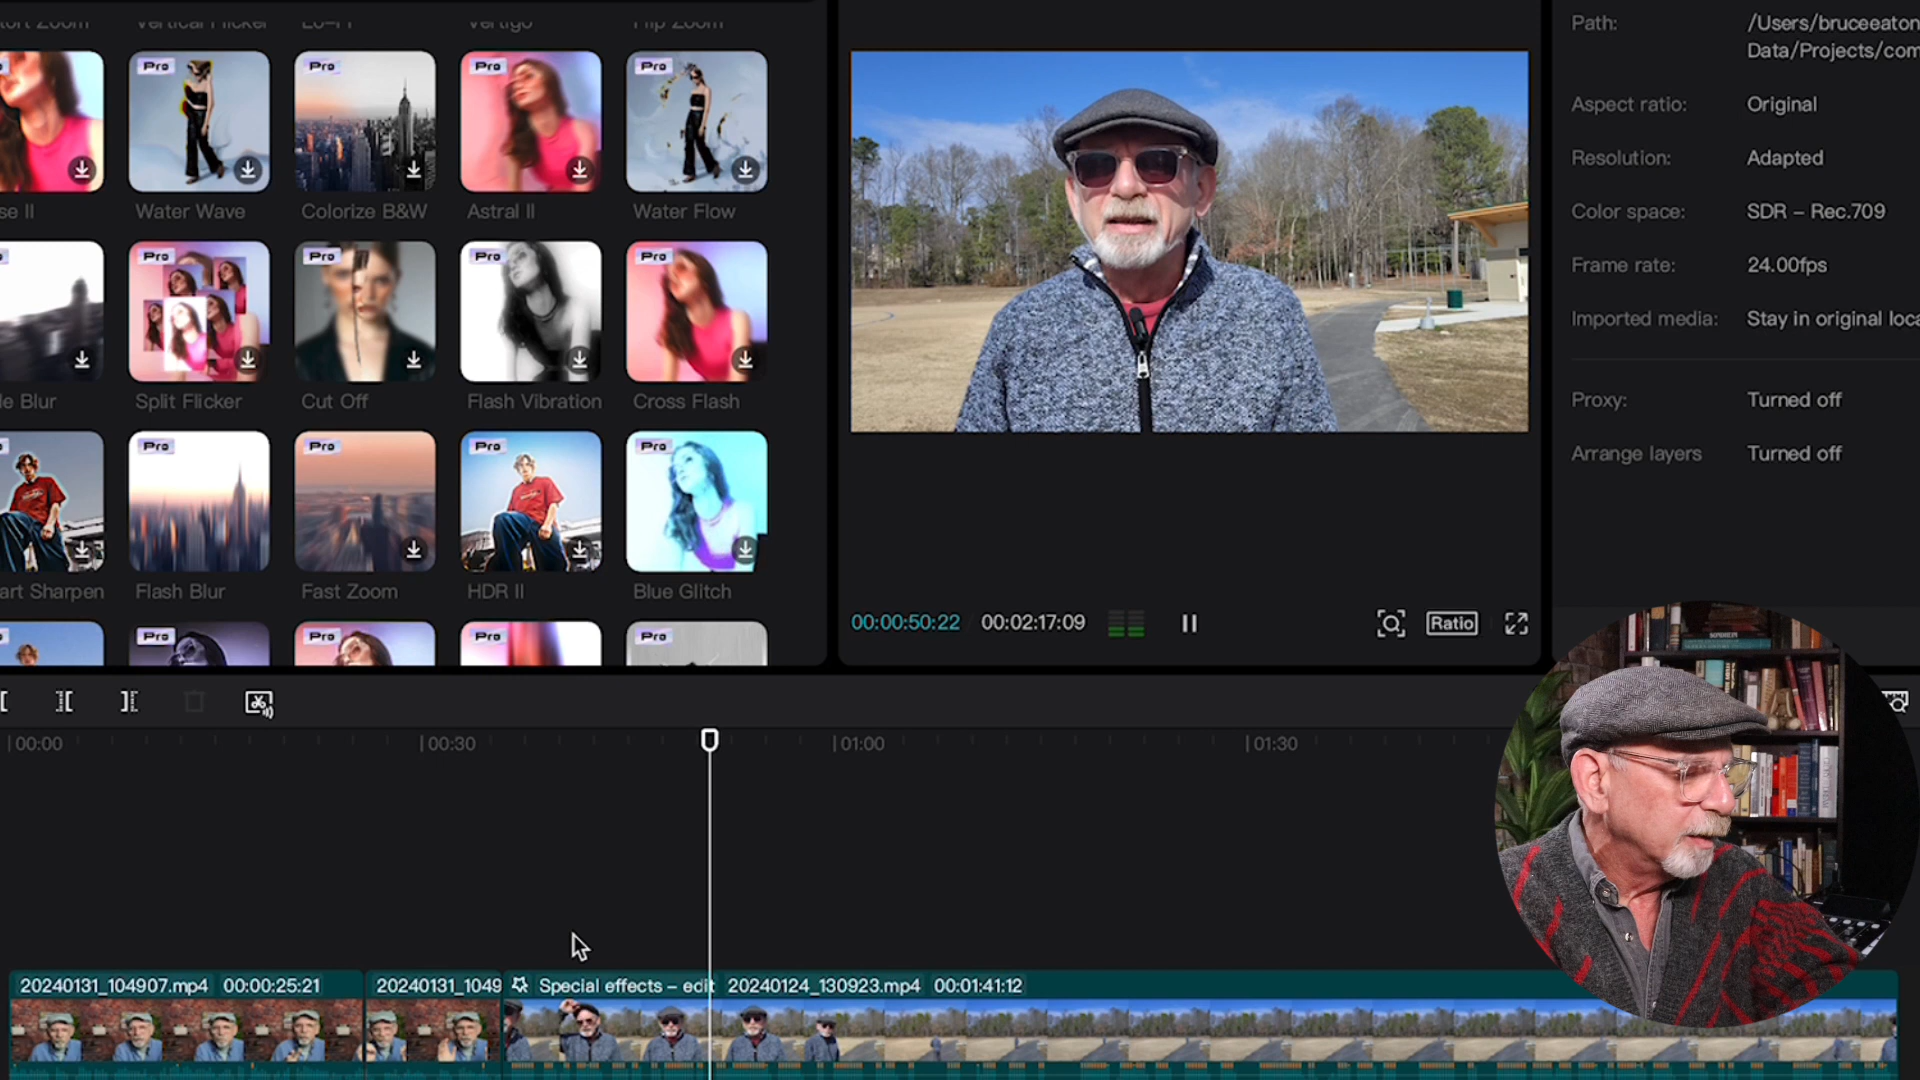 Vertical Flicker
Lo-Fi
Vertigo
Flip Zoom
Pro
Pro
Pro
Pro
se II
Water Wave
Colorize B&W
Astral II
Water Flow
Pro
Pro
Pro
Pro
le Blur
Split Flicker
Cut Off
Flash Vibration
Cross Flash
Pro
Pro
Pro
Pro
art Sharpen
Flash Blur
Fast Zoom
HDR II
Blue Glitch
Pro
Pro
Pro
Pro
00:00:50:22
00:02:17:09
Ratio
Path:
/Users/bruceeaton
Data/Projects/com
Aspect ratio:
Original
Resolution:
Adapted
Color space:
SDR – Rec.709
Frame rate:
24.00fps
Imported media:
Stay in original loca
Proxy:
Turned off
Arrange layers
Turned off
00:00
00:30
01:00
01:30
20240131_104907.mp4 00:00:25:21
20240131_1049
Special effects – edit
20240124_130923.mp4 00:01:41:12